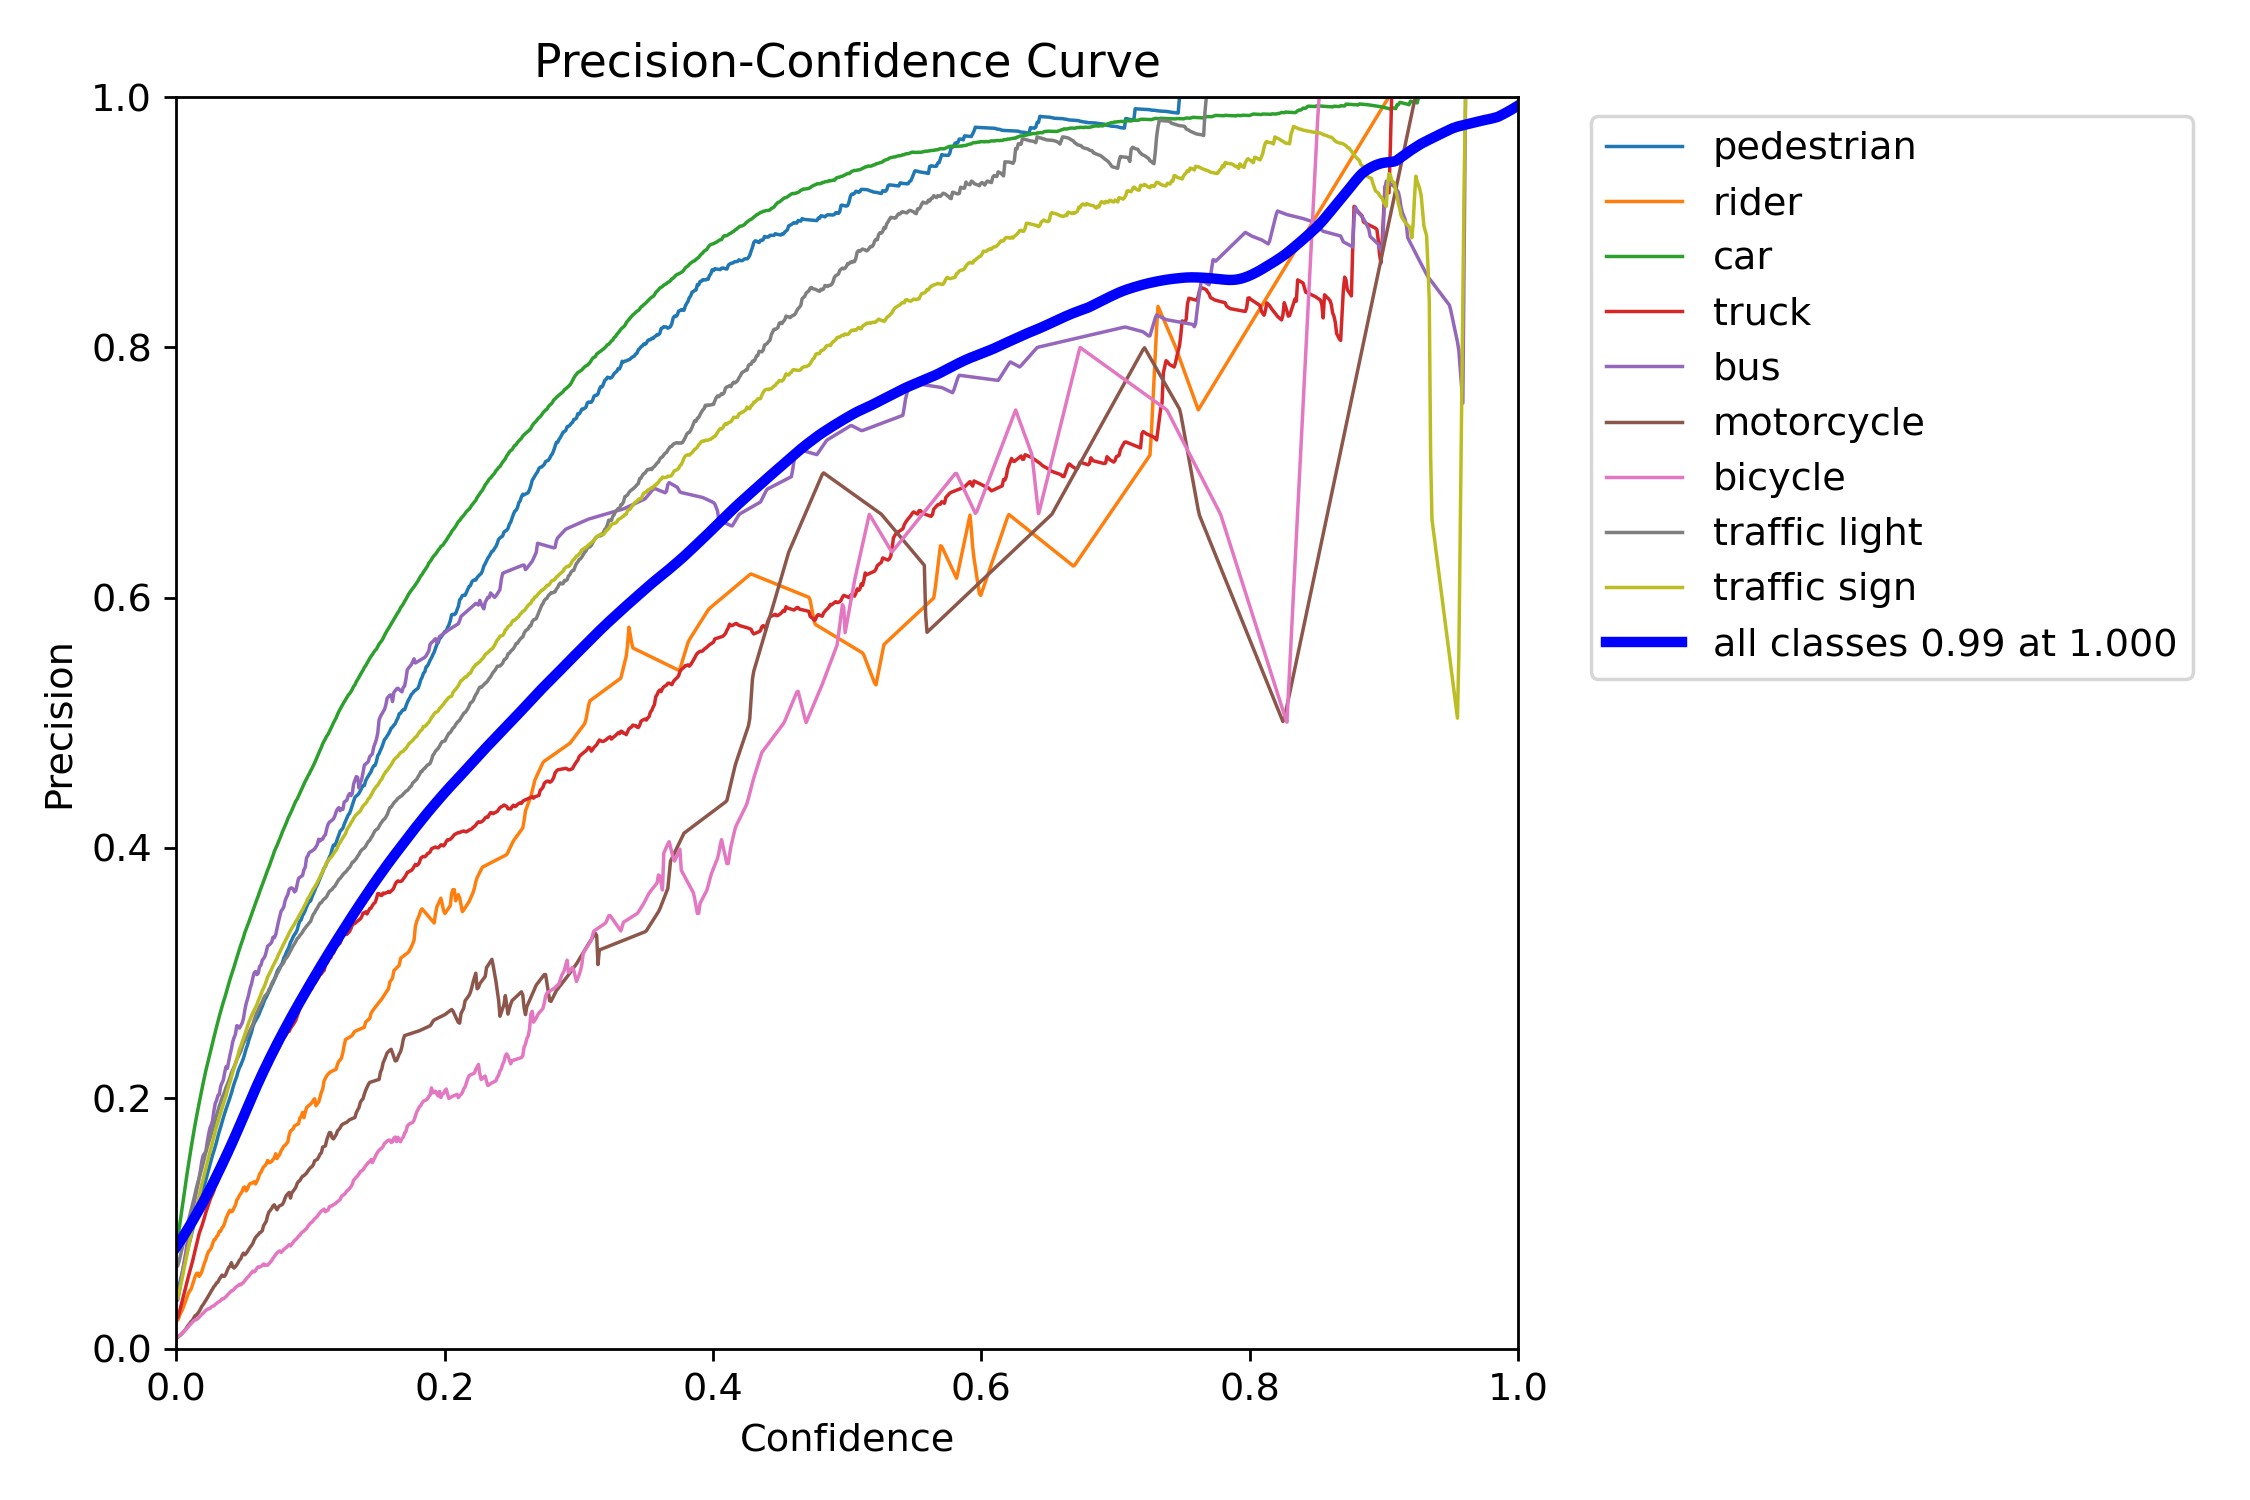 Precision-Confidence Curve
1.0
0.8
0.6
0.4
0.2
0.0
Precision
0.0 0.2 0.4 0.6 0.8 1.0
Confidence
pedestrian
rider
car
truck
bus
motorcycle
bicycle
traffic light
traffic sign
all classes 0.99 at 1.000